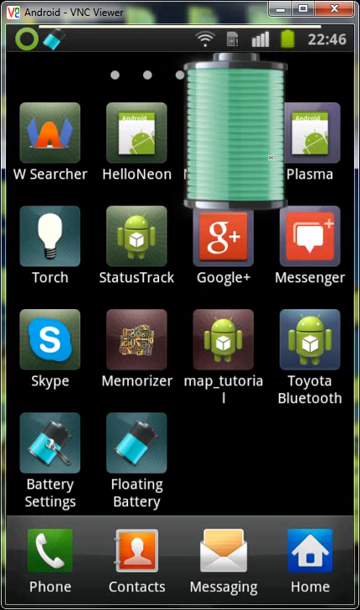 Android - VNC Viewer
22:46
W Searcher
HelloNeon
Plasma
Torch
StatusTrack
Google+
Messenger
Skype
Memorizer
map_tutoria
l
Toyota
Bluetooth
Battery
Settings
Floating
Battery
Phone
Contacts
Messaging
Home